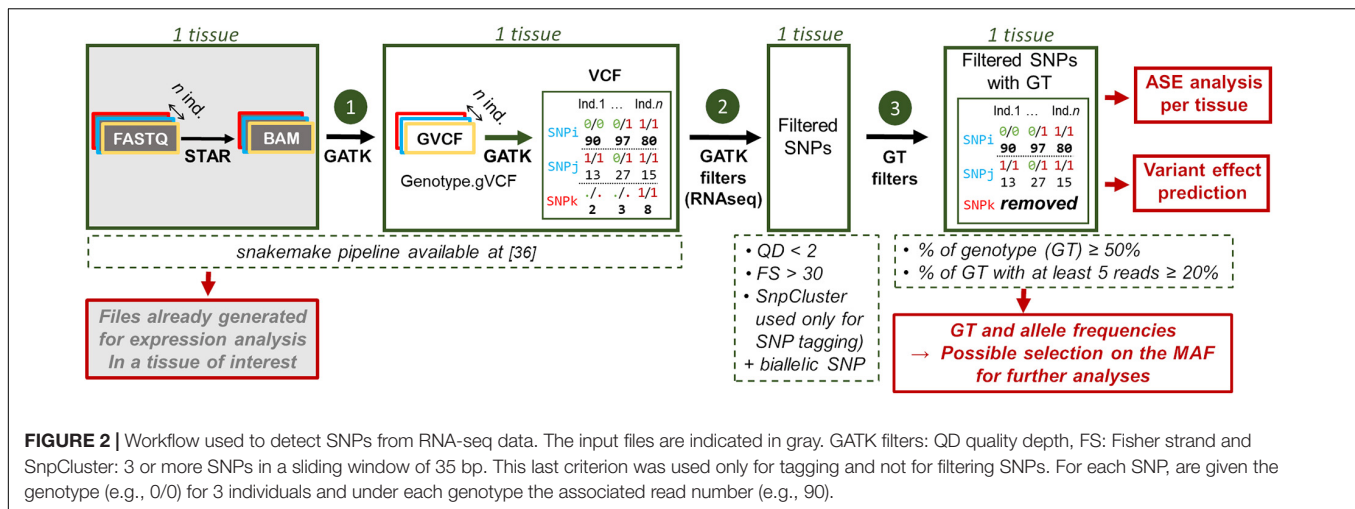 1 tissue
1 tissue
1 tissue
1 tissue
n ind.
FASTQ
STAR
BAM
1
GATK
n ind.
GVCF
Genotype.gVCF
GATK
VCF
Ind.1 … Ind.n
SNPi 0/0 0/1 1/1
90 97 80
SNPj 1/1 0/1 1/1
13 27 15
SNPk ./. ./. 1/1
2 3 8
2
GATK
filters
(RNAseq)
Filtered
SNPs
3
GT
filters
Filtered SNPs
with GT
Ind.1 … Ind.n
SNPi 0/0 0/1 1/1
90 97 80
SNPj 1/1 0/1 1/1
13 27 15
SNPk removed
ASE analysis
per tissue
Variant effect
prediction
snakemake pipeline available at [36]
Files already generated
for expression analysis
In a tissue of interest
• QD < 2
• FS > 30
• SnpCluster
used only for
SNP tagging)
+ biallelic SNP
• % of genotype (GT) ≥ 50%
• % of GT with at least 5 reads ≥ 20%
GT and allele frequencies
→ Possible selection on the MAF
for further analyses
FIGURE 2 | Workflow used to detect SNPs from RNA-seq data. The input files are indicated in gray. GATK filters: QD quality depth, FS: Fisher strand and
SnpCluster: 3 or more SNPs in a sliding window of 35 bp. This last criterion was used only for tagging and not for filtering SNPs. For each SNP, are given the
genotype (e.g., 0/0) for 3 individuals and under each genotype the associated read number (e.g., 90).